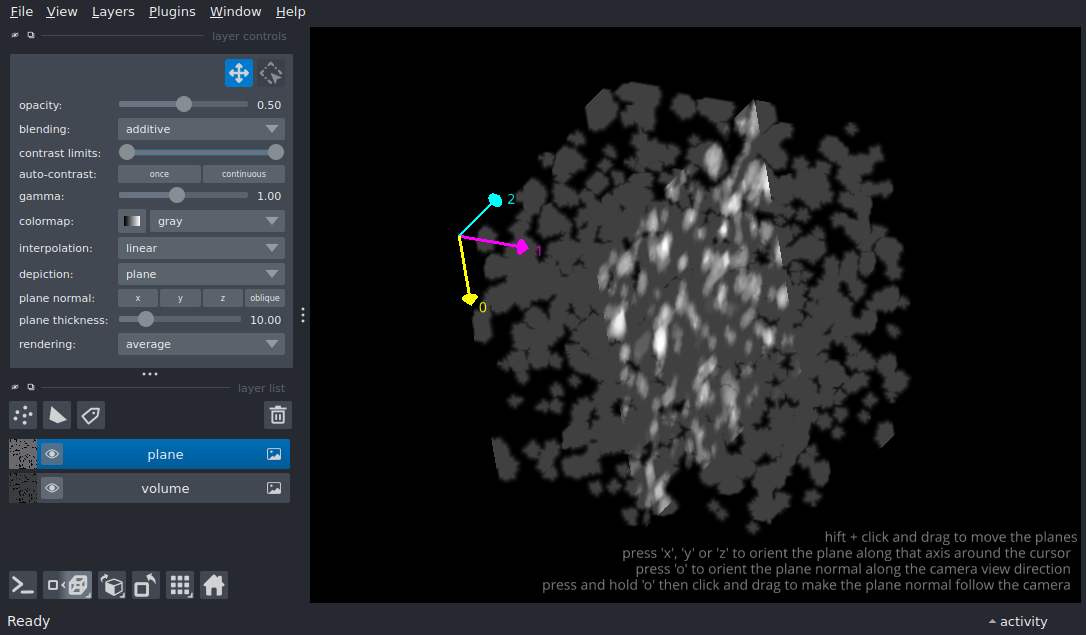 File View Layers Plugins Window Help
layer controls
opacity: 0.50
blending: additive
contrast limits:
auto-contrast: once continuous
gamma: 1.00
colormap: gray
interpolation: linear
depiction: plane
plane normal: x y z oblique
plane thickness: 10.00
rendering: average
layer list
plane
volume
2
1
0
hift + click and drag to move the planes
press 'x', 'y' or 'z' to orient the plane along that axis around the cursor
press 'o' to orient the plane normal along the camera view direction
press and hold 'o' then click and drag to make the plane normal follow the camera
Ready
activity